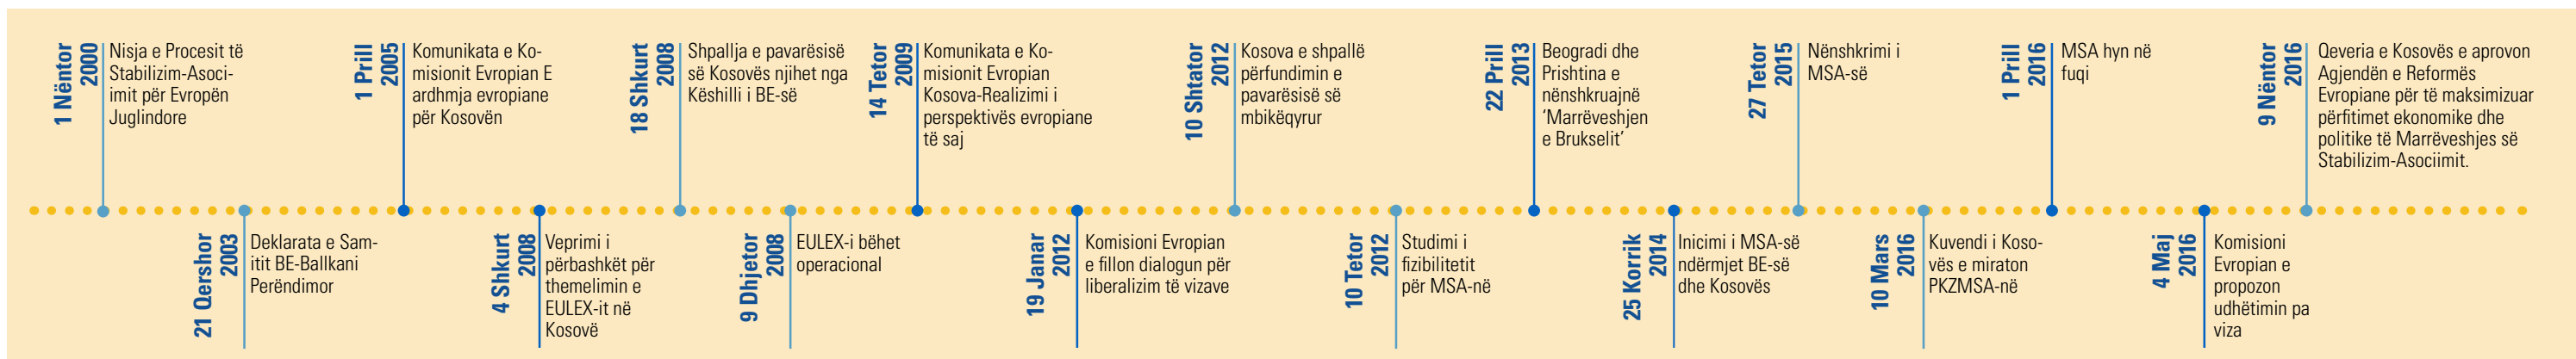 1 Nëntor
2000
Nisja e Procesit të
Stabilizim-Asoci-
imit për Evropën
Juglindore
21 Qershor
2003
Deklarata e Sam-
itit BE-Ballkani
Perëndimor
1 Prill
2005
Komunikata e Ko-
misionit Evropian E
ardhmja evropiane
për Kosovën
4 Shkurt
2008
Veprimi i
përbashkët për
themelimin e
EULEX-it në
Kosovë
18 Shkurt
2008
Shpallja e pavarësisë
së Kosovës njihet nga
Këshilli i BE-së
9 Dhjetor
2008
EULEX-i bëhet
operacional
14 Tetor
2009
Komunikata e Ko-
misionit Evropian
Kosova-Realizimi i
perspektivës evropiane
të saj
19 Janar
2012
Komisioni Evropian
e fillon dialogun për
liberalizim të vizave
10 Shtator
2012
Kosova e shpallë
përfundimin e
pavarësisë së
mbikëqyrur
10 Tetor
2012
Studimi i
fizibilitetit
për MSA-në
22 Prill
2013
Beogradi dhe
Prishtina e
nënshkruajnë
‘Marrëveshjen
e Brukselit’
25 Korrik
2014
Inicimi i MSA-së
ndërmjet BE-së
dhe Kosovës
27 Tetor
2015
Nënshkrimi i
MSA-së
10 Mars
2016
Kuvendi i Koso-
vës e miraton
PKZMSA-në
1 Prill
2016
MSA hyn në
fuqi
4 Maj
2016
Komisioni
Evropian e
propozon
udhëtimin pa
viza
9 Nëntor
2016
Qeveria e Kosovës e aprovon
Agjendën e Reformës
Evropiane për të maksimizuar
përfitimet ekonomike dhe
politike të Marrëveshjes së
Stabilizim-Asociimit.